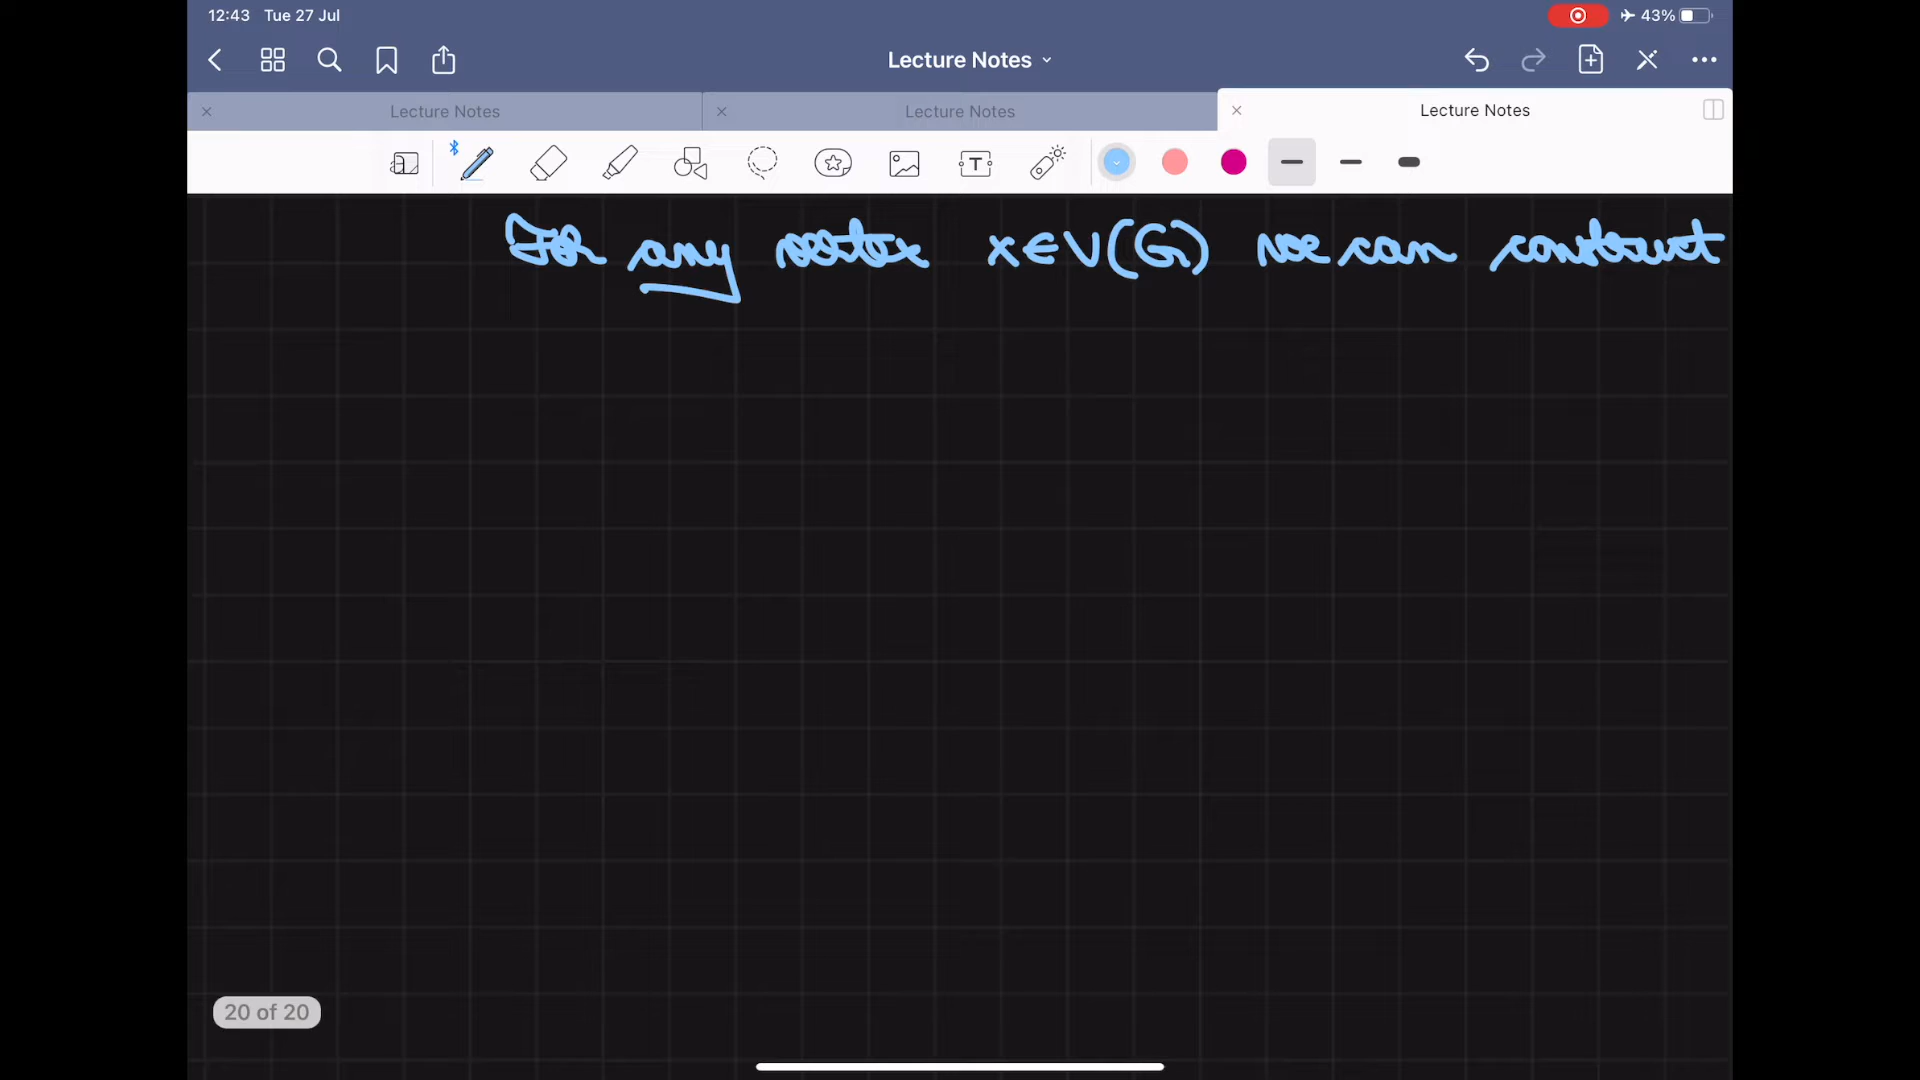 12:43 Tue 27 Jul
43%
Lecture Notes
Lecture Notes
Lecture Notes
Lecture Notes
For any vertex x∈V(G) we can construct
20 of 20